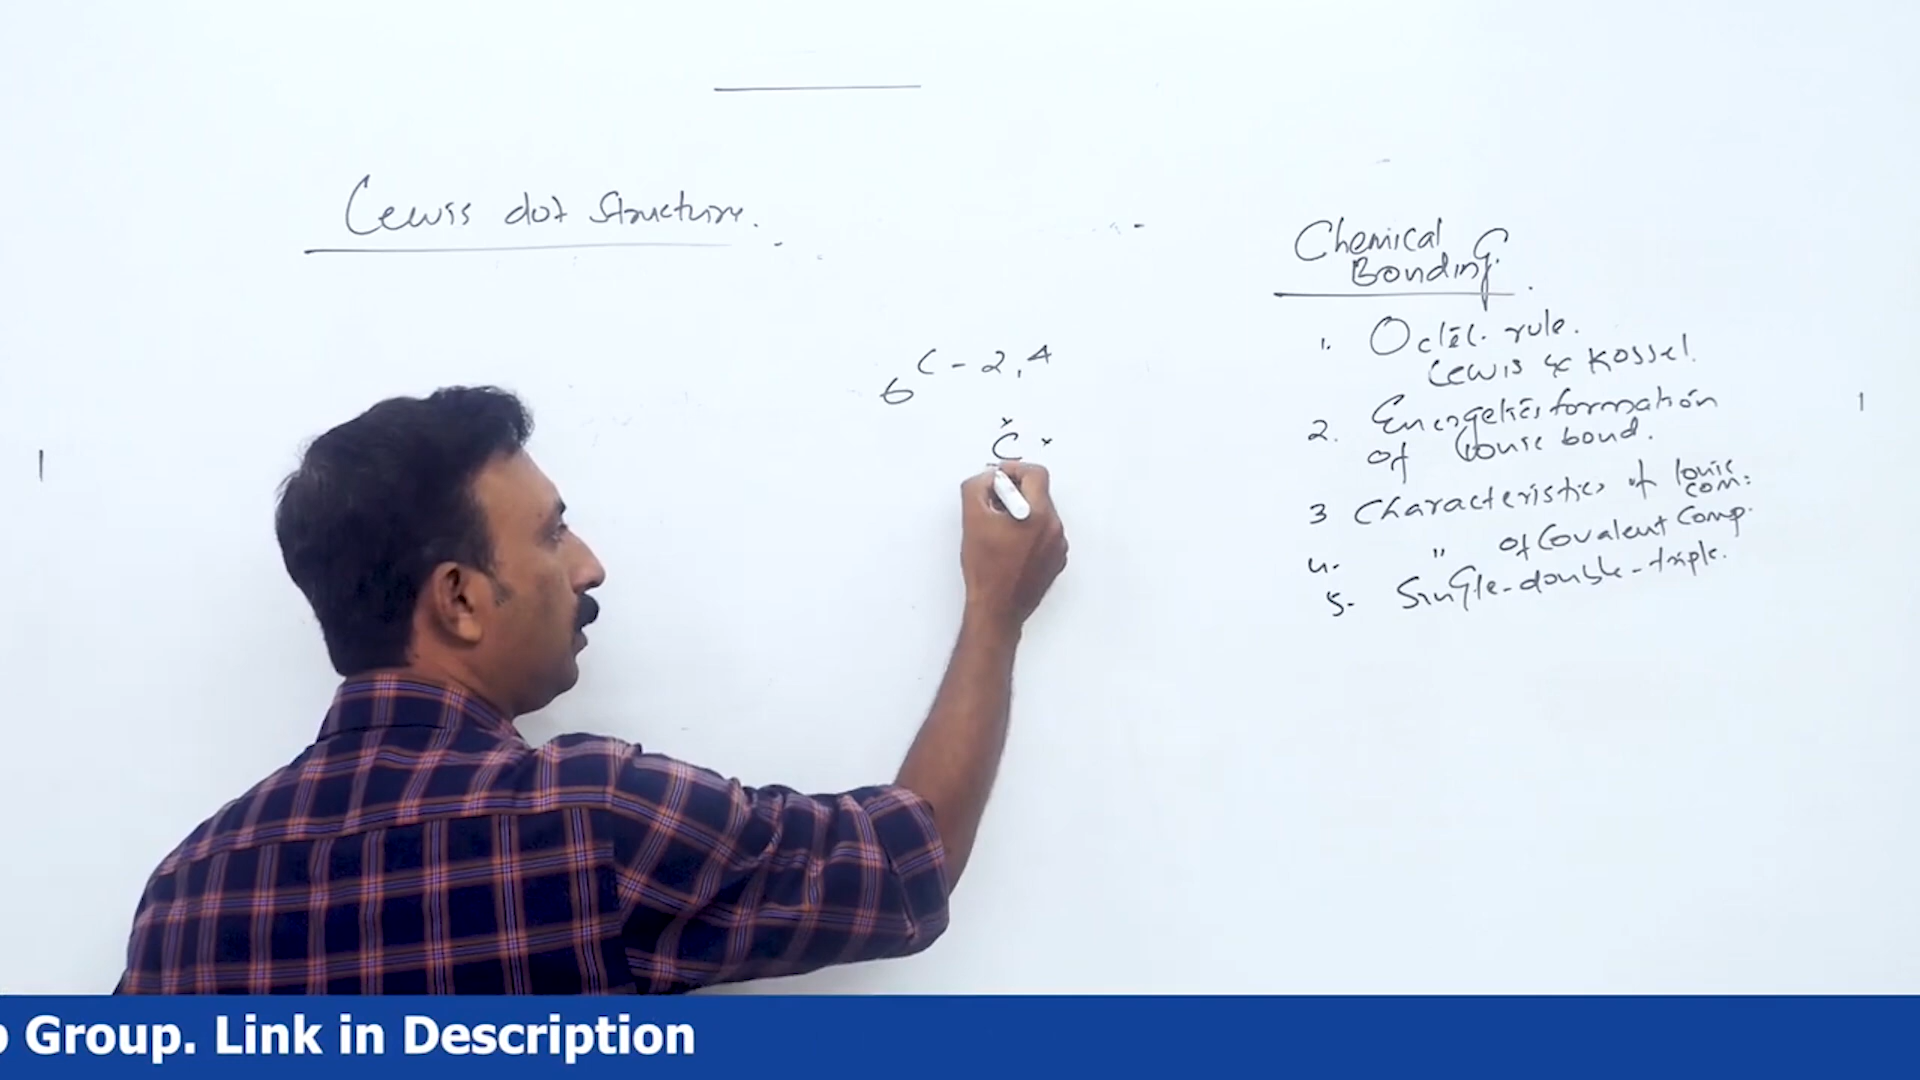 Lewis dot structure.
6C - 2,4
C
Chemical
Bonding.
1. Octet. rule.
Lewis & Kossel.
2. Energetics formation
of Ionic bond.
3 Characteristics of Ionic
com:
4. " of Covalent Comp.
5. Single-double-triple.
Group. Link in Description